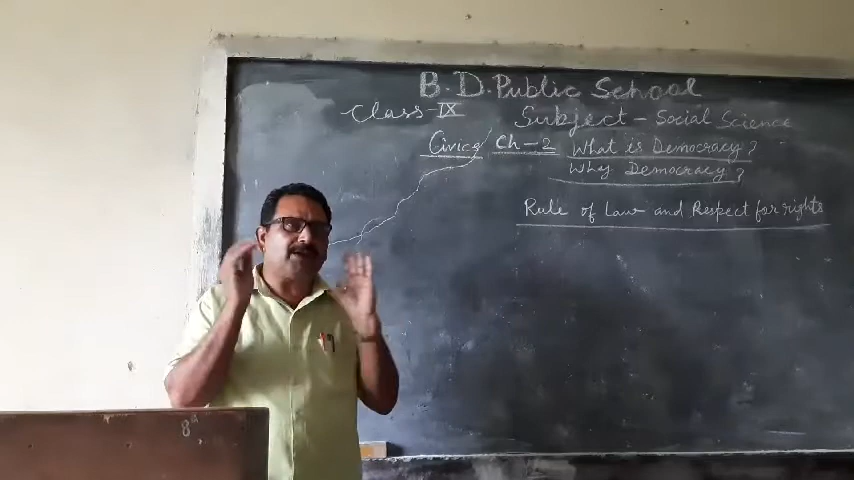 B.D.Public School
Class-IX Subject - Social Science
Civics Ch-2 What is Democracy?
Why Democracy?
Rule of Law and Respect for rights
8A